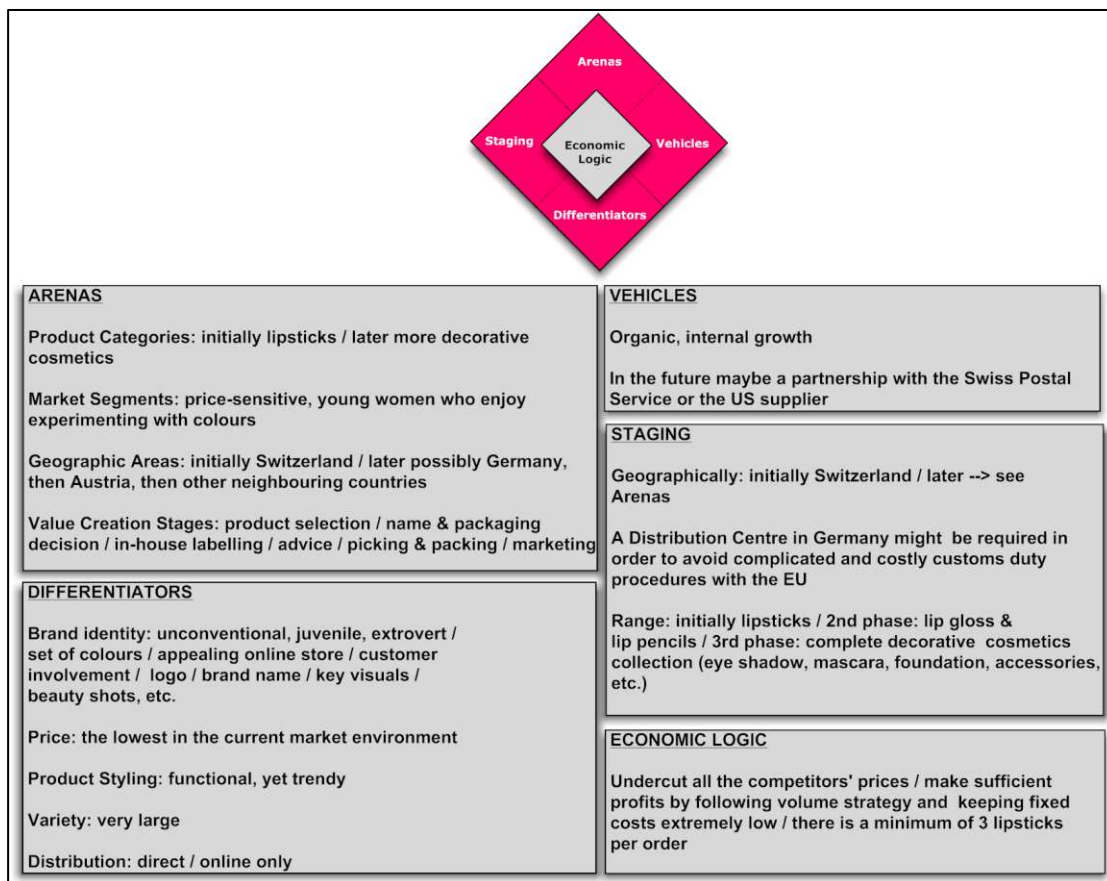 Arenas
Staging
Economic
Logic
Vehicles
Differentiators
ARENAS
Product Categories: initially lipsticks / later more decorative
cosmetics
Market Segments: price-sensitive, young women who enjoy
experimenting with colours
Geographic Areas: initially Switzerland / later possibly Germany,
then Austria, then other neighbouring countries
Value Creation Stages: product selection / name & packaging
decision / in-house labelling / advice / picking & packing / marketing
DIFFERENTIATORS
Brand identity: unconventional, juvenile, extrovert /
set of colours / appealing online store / customer
involvement / logo / brand name / key visuals /
beauty shots, etc.
Price: the lowest in the current market environment
Product Styling: functional, yet trendy
Variety: very large
Distribution: direct / online only
VEHICLES
Organic, internal growth
In the future maybe a partnership with the Swiss Postal
Service or the US supplier
STAGING
Geographically: initially Switzerland / later --> see
Arenas
A Distribution Centre in Germany might be required in
order to avoid complicated and costly customs duty
procedures with the EU
Range: initially lipsticks / 2nd phase: lip gloss &
lip pencils / 3rd phase: complete decorative cosmetics
collection (eye shadow, mascara, foundation, accessories,
etc.)
ECONOMIC LOGIC
Undercut all the competitors' prices / make sufficient
profits by following volume strategy and keeping fixed
costs extremely low / there is a minimum of 3 lipsticks
per order